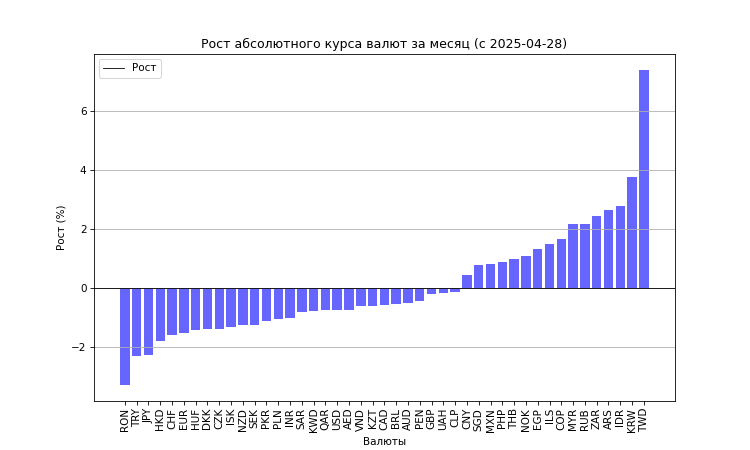 Рост абсолютного курса валют за месяц (с 2025-04-28)
Рост
6
4
2
0
−2
Рост (%)
RON TRY JPY HKD CHF EUR HUF DKK CZK ISK NZD SEK PKR PLN INR SAR KWD QAR USD AED VND KZT CAD BRL AUD PEN GBP UAH CLP CNY SGD MXN PHP THB NOK EGP ILS COP MYR RUB ZAR ARS IDR KRW TWD
Валюты